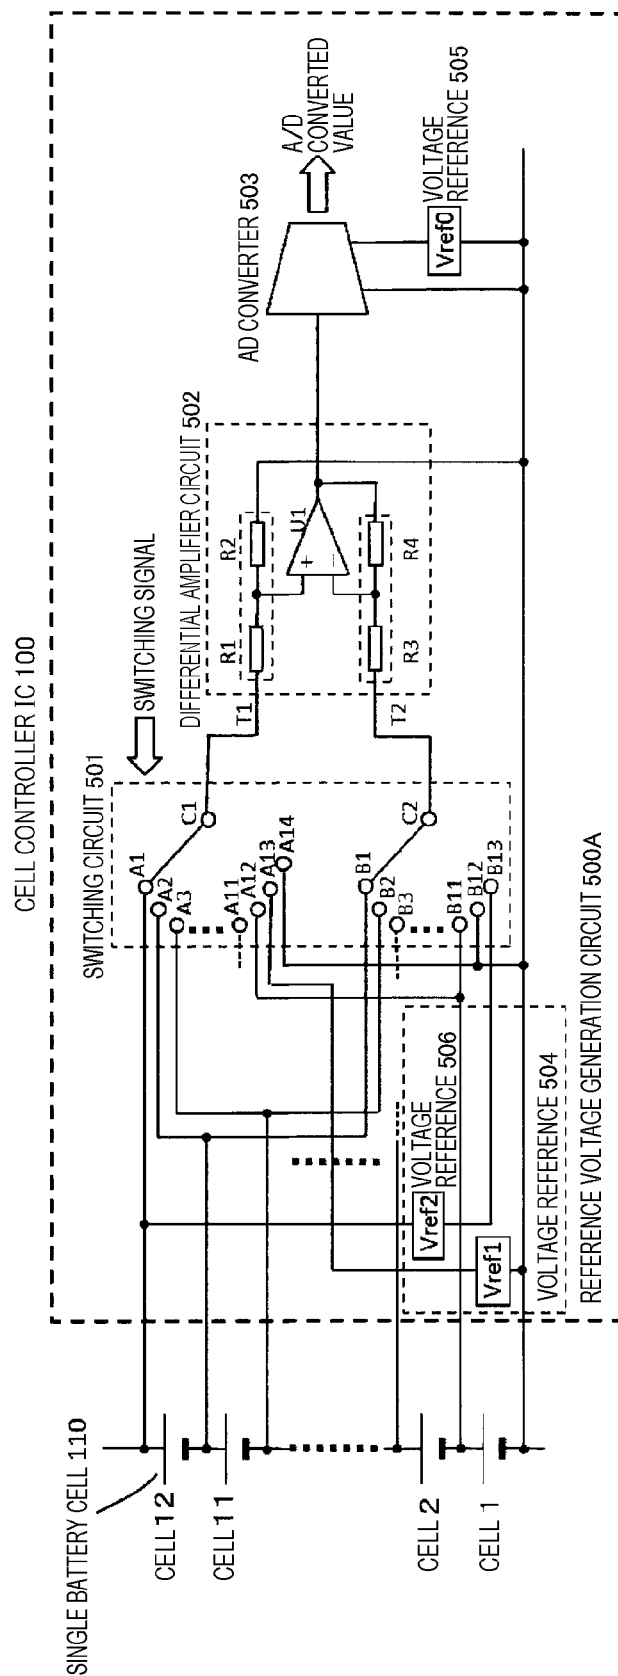 CELL CONTROLLER IC 100
SWITCHING SIGNAL
SWITCHING CIRCUIT 501
DIFFERENTIAL AMPLIFIER CIRCUIT 502
AD CONVERTER 503
A/D
CONVERTED
VALUE
VOLTAGE
REFERENCE 505
Vref0
A1
A2
A3
A11
A12
A13
A14
C1
B1
B2
B3
B11
B12
B13
C2
T1
T2
R1
R2
R3
R4
U1
+
−
SINGLE BATTERY CELL 110
CELL 12
CELL 11
CELL 2
CELL 1
Vref2
VOLTAGE
REFERENCE 506
Vref1
VOLTAGE REFERENCE 504
REFERENCE VOLTAGE GENERATION CIRCUIT 500A